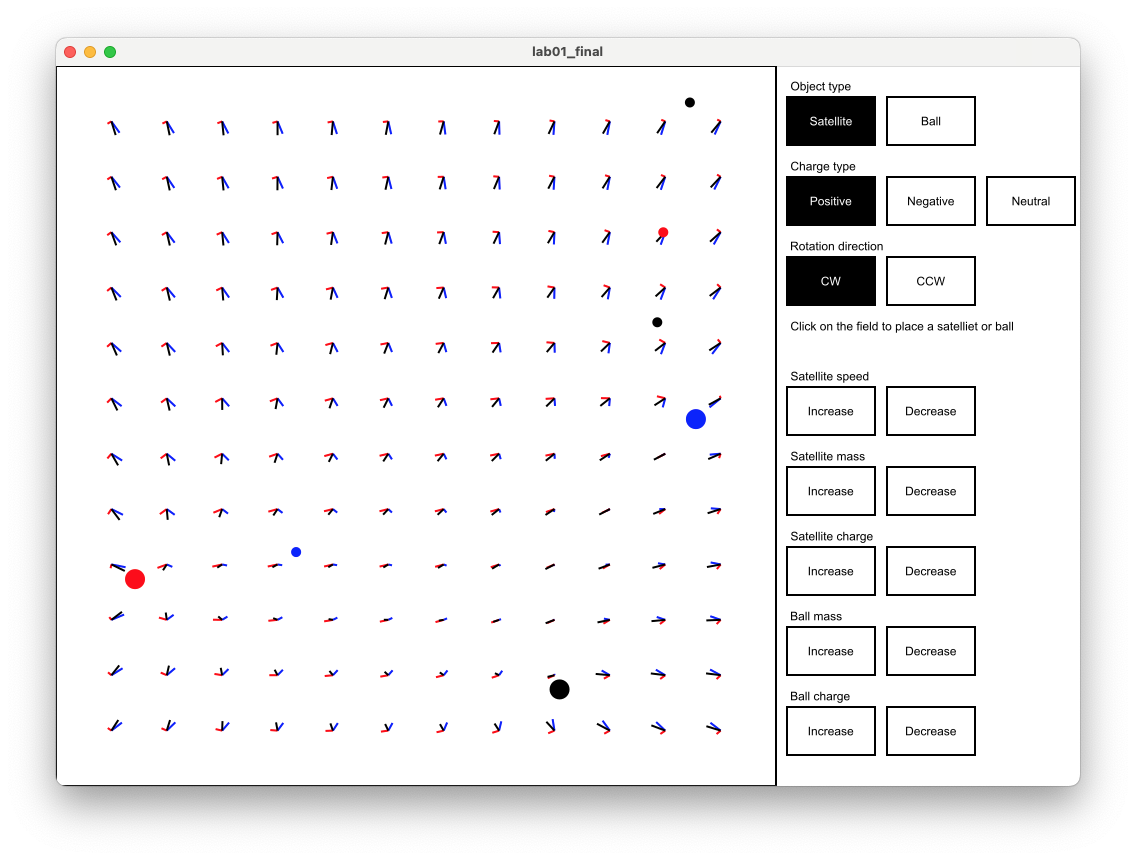 lab01_final
Object type
Satellite Ball
Charge type
Positive Negative Neutral
Rotation direction
CW CCW
Click on the field to place a satelliet or ball
Satellite speed
Increase Decrease
Satellite mass
Increase Decrease
Satellite charge
Increase Decrease
Ball mass
Increase Decrease
Ball charge
Increase Decrease